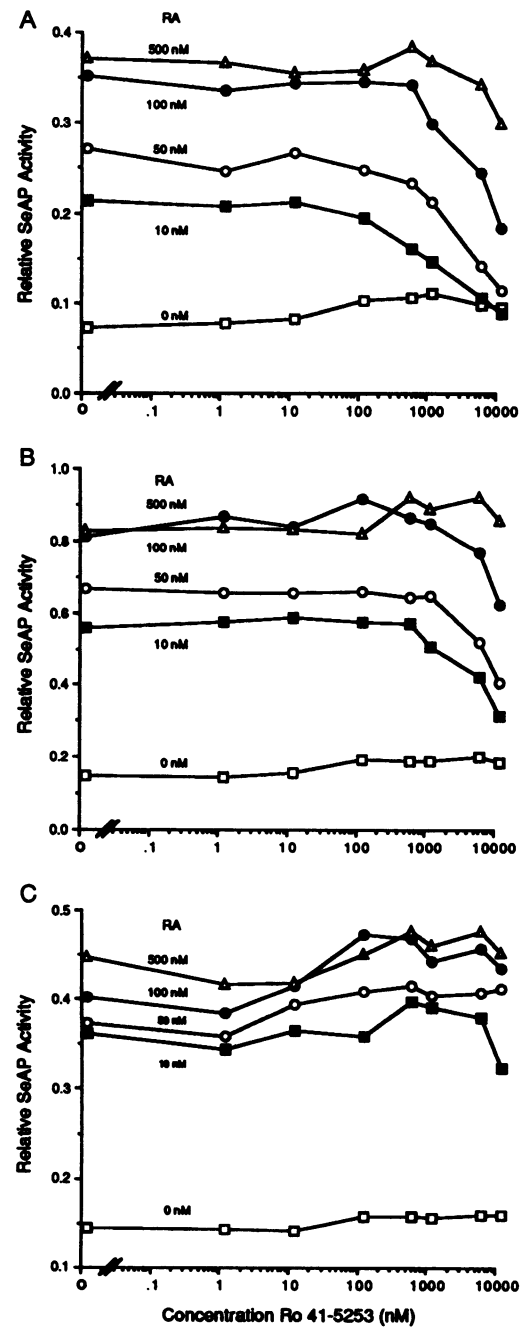 A
RA
0.4
500 nM
100 nM
0.3
50 nM
0.2
10 nM
0.1
0 nM
0.0
Relative SeAP Activity
0 .1 1 10 100 1000 10000
B
1.0
RA
500 nM
0.8
100 nM
50 nM
0.6
10 nM
0.4
0.2
0 nM
0.0
Relative SeAP Activity
0 .1 1 10 100 1000 10000
C
0.5
RA
500 nM
100 nM
0.4
50 nM
10 nM
0.3
0.2
0 nM
0.1
Relative SeAP Activity
0 .1 1 10 100 1000 10000
Concentration Ro 41-5253 (nM)